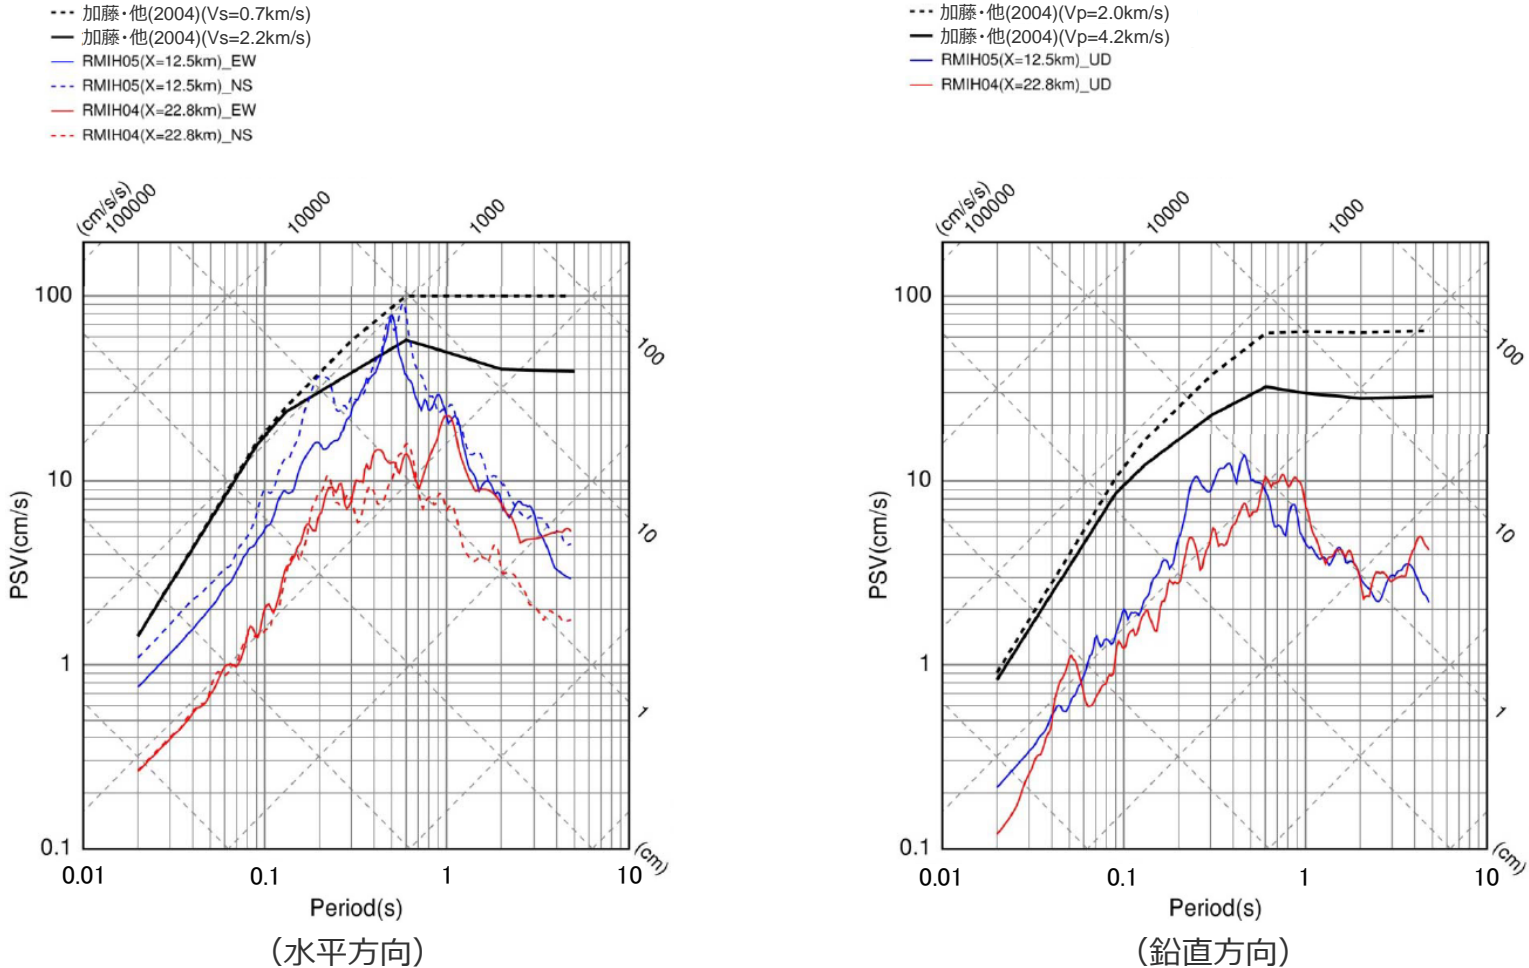 加藤・他(2004)(Vs=0.7km/s)
加藤・他(2004)(Vs=2.2km/s)
RMIH05(X=12.5km)_EW
RMIH05(X=12.5km)_NS
RMIH04(X=22.8km)_EW
RMIH04(X=22.8km)_NS
(cm/s/s)
100000
10000
1000
100
10
1
(cm)
100
10
1
0.1
PSV(cm/s)
0.01
0.1
1
10
Period(s)
（水平方向）
加藤・他(2004)(Vp=2.0km/s)
加藤・他(2004)(Vp=4.2km/s)
RMIH05(X=12.5km)_UD
RMIH04(X=22.8km)_UD
(cm/s/s)
100000
10000
1000
100
10
1
(cm)
100
10
1
0.1
PSV(cm/s)
0.01
0.1
1
10
Period(s)
（鉛直方向）